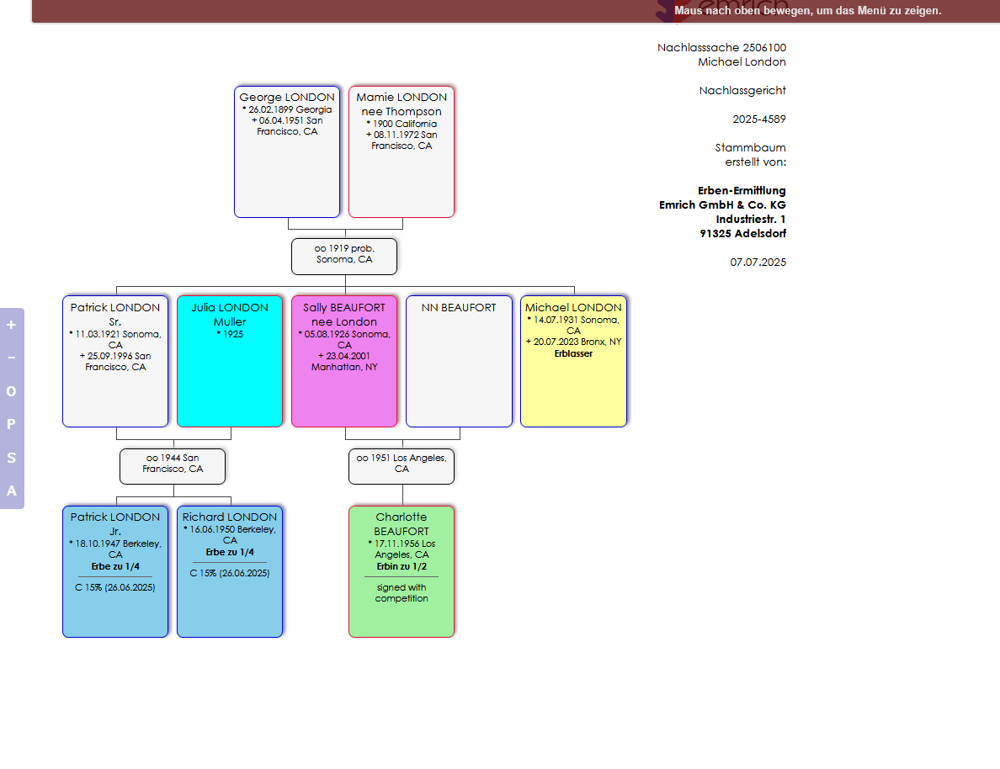 emrich
Maus nach oben bewegen, um das Menü zu zeigen.
Nachlasssache 2506100
Michael London
Nachlassgericht
2025-4589
Stammbaum
erstellt von:
Erben-Ermittlung
Emrich GmbH & Co. KG
Industriestr. 1
91325 Adelsdorf
07.07.2025
George LONDON
* 26.02.1899 Georgia
+ 06.04.1951 San
Francisco, CA
Mamie LONDON
nee Thompson
* 1900 California
+ 08.11.1972 San
Francisco, CA
oo 1919 prob.
Sonoma, CA
Patrick LONDON
Sr.
* 11.03.1921 Sonoma,
CA
+ 25.09.1996 San
Francisco, CA
Julia LONDON
Muller
* 1925
Sally BEAUFORT
nee London
* 05.08.1926 Sonoma,
CA
+ 23.04.2001
Manhattan, NY
NN BEAUFORT
Michael LONDON
* 14.07.1931 Sonoma,
CA
+ 20.07.2023 Bronx, NY
Erblasser
oo 1944 San
Francisco, CA
oo 1951 Los Angeles,
CA
Patrick LONDON
Jr.
* 18.10.1947 Berkeley,
CA
Erbe zu 1/4
C 15% (26.06.2025)
Richard LONDON
* 16.06.1950 Berkeley,
CA
Erbe zu 1/4
C 15% (26.06.2025)
Charlotte
BEAUFORT
* 17.11.1956 Los
Angeles, CA
Erbin zu 1/2
signed with
competition
+
−
O
P
S
A